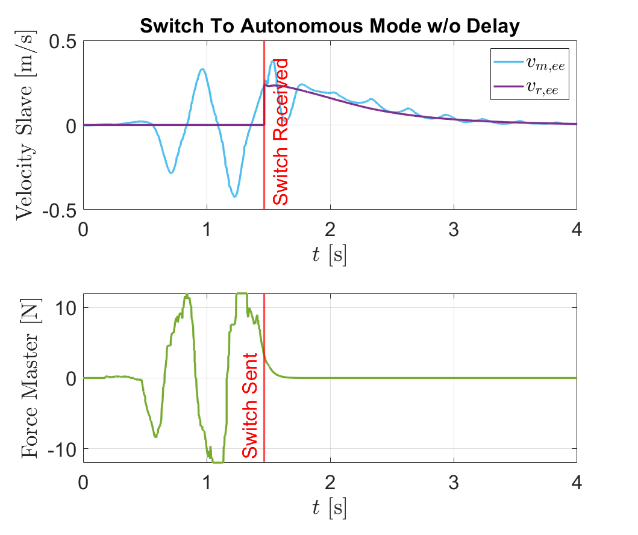 Switch To Autonomous Mode w/o Delay
Velocity Slave [m/s]
0.5
0
-0.5
v_{m,ee}
v_{r,ee}
Switch Received
0 1 2 3 4
t [s]
Force Master [N]
10
0
-10
Switch Sent
0 1 2 3 4
t [s]